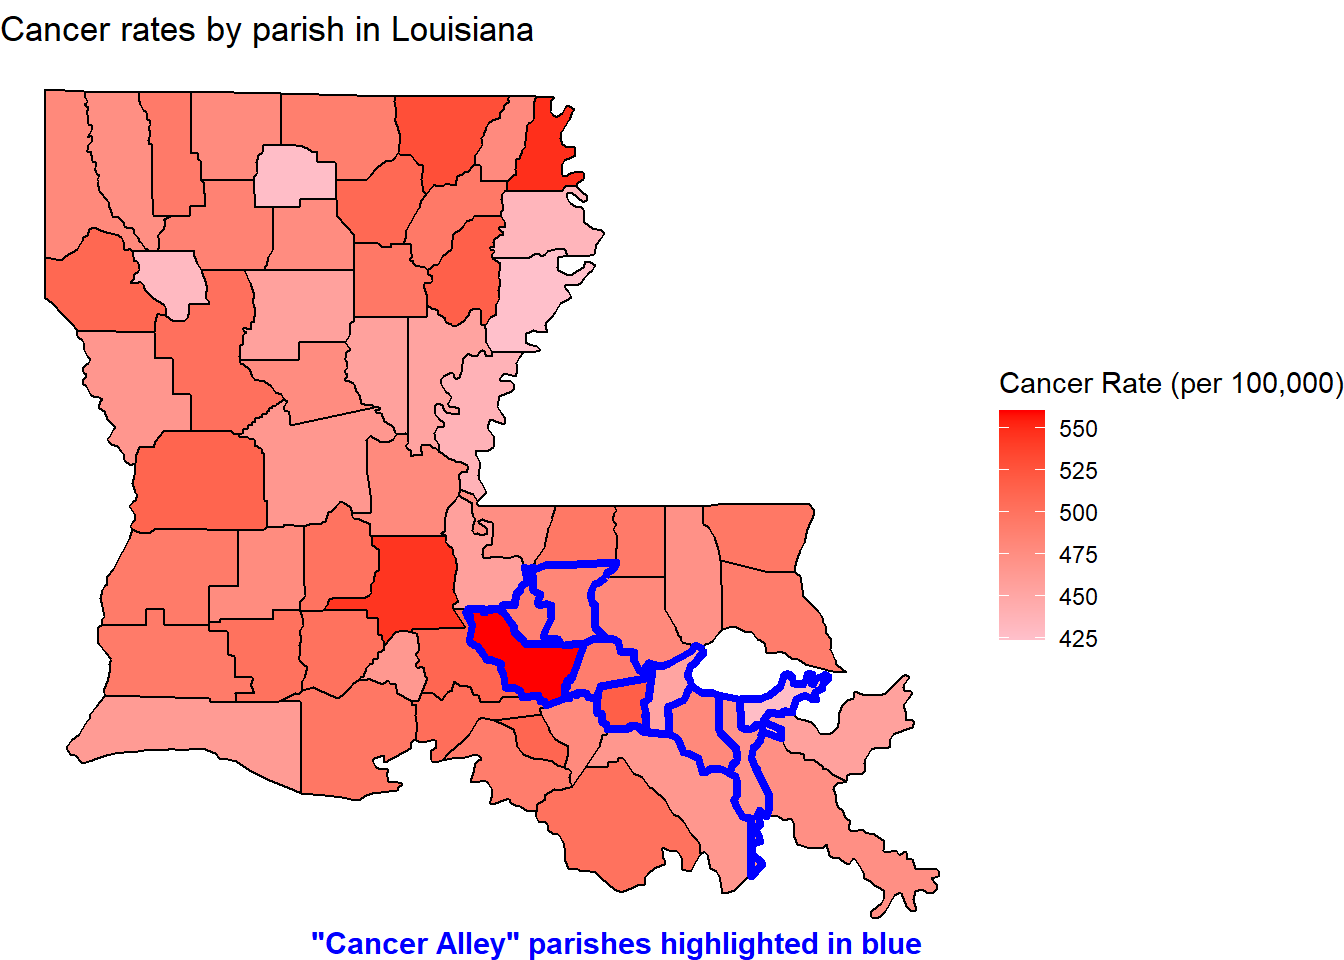 Cancer rates by parish in Louisiana
Cancer Rate (per 100,000)
550
525
500
475
450
425
"Cancer Alley" parishes highlighted in blue